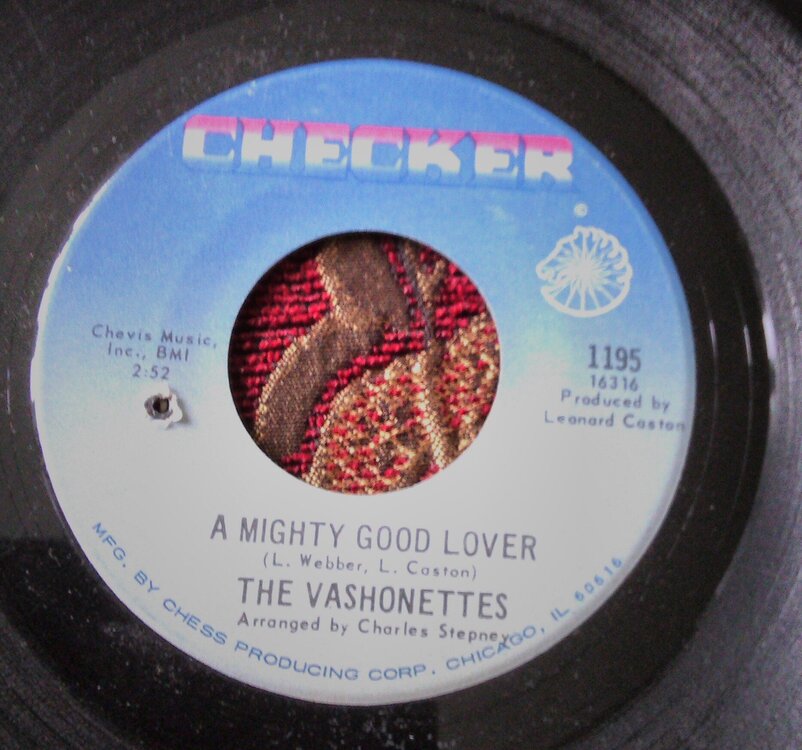 CHECKER
©
Chevis Music,
Inc., BMI
2:52
1195
16316
Produced by
Leonard Caston
A MIGHTY GOOD LOVER
(L. Webber, L. Caston)
THE VASHONETTES
Arranged by Charles Stepney
MFG. BY CHESS PRODUCING CORP., CHICAGO, IL 60616